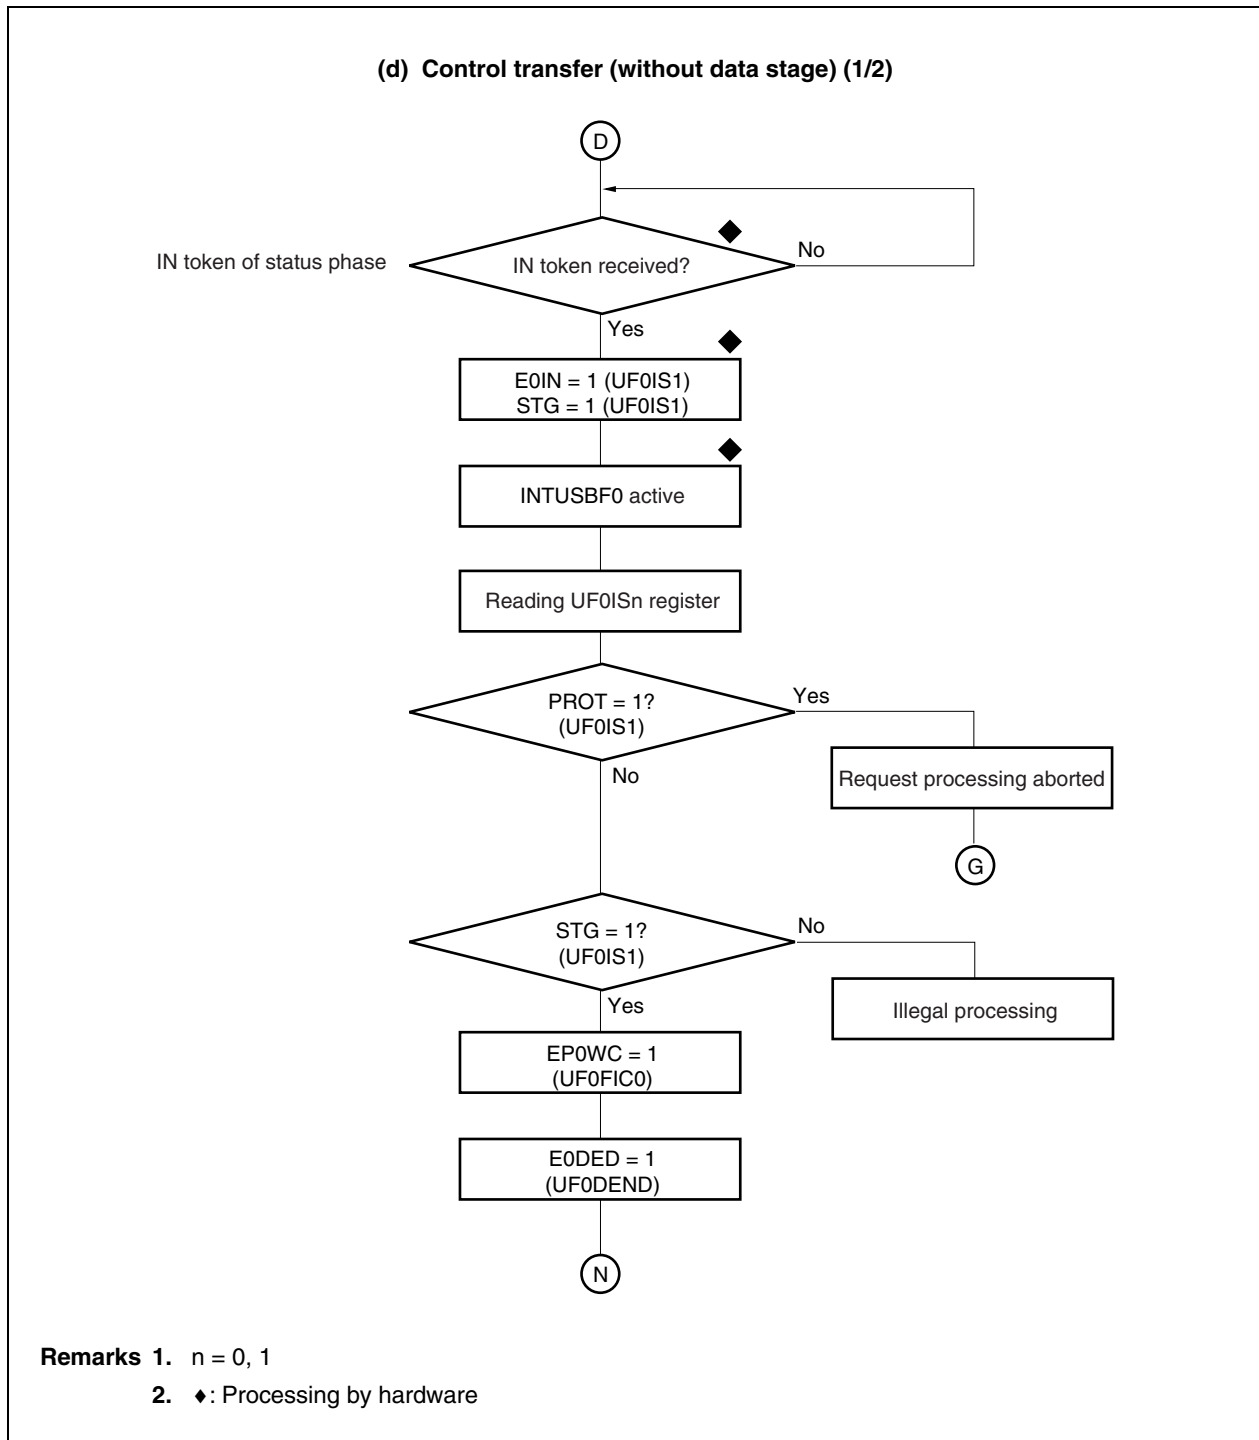 (d) Control transfer (without data stage) (1/2)
D
IN token of status phase
IN token received?
No
Yes
E0IN = 1 (UF0IS1)
STG = 1 (UF0IS1)
INTUSBF0 active
Reading UF0ISn register
PROT = 1?
(UF0IS1)
Yes
No
Request processing aborted
G
STG = 1?
(UF0IS1)
No
Yes
Illegal processing
EP0WC = 1
(UF0FIC0)
E0DED = 1
(UF0DEND)
N
Remarks 1. n = 0, 1
2. ♦: Processing by hardware